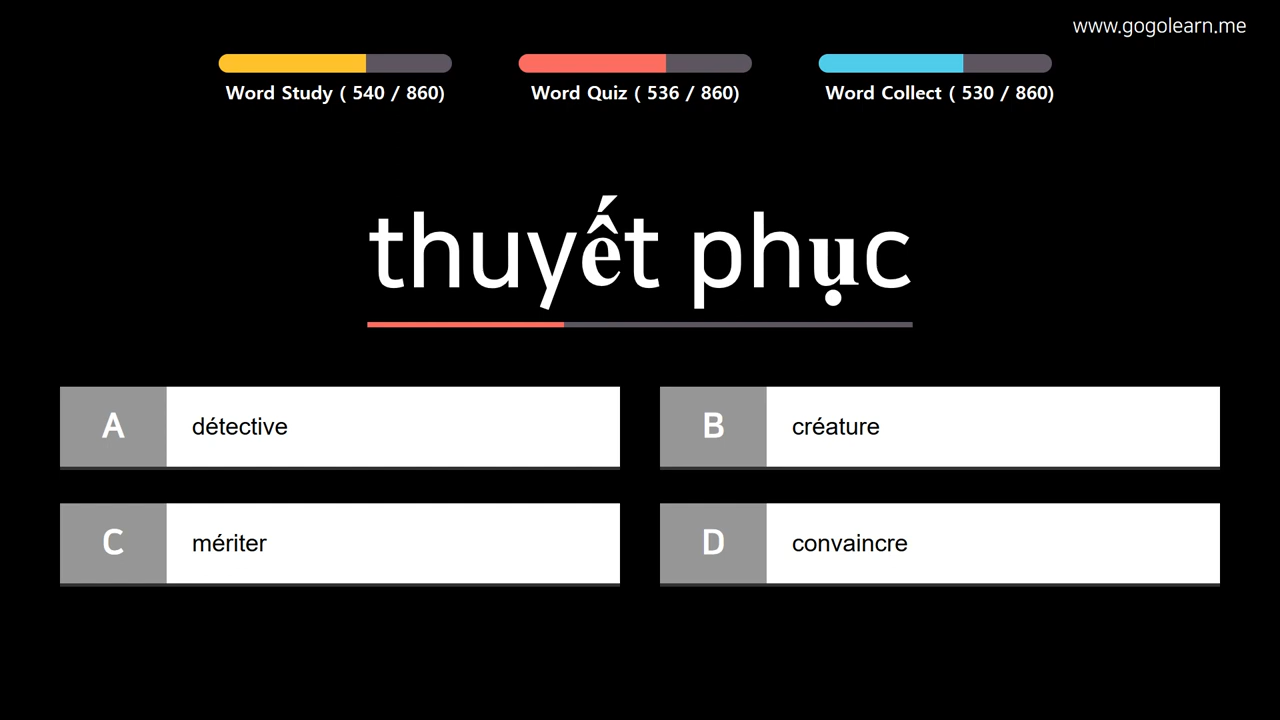 www.gogolearn.me
Word Study ( 540 / 860)
Word Quiz ( 536 / 860)
Word Collect ( 530 / 860)
thuyết phục
A détective
B créature
C mériter
D convaincre